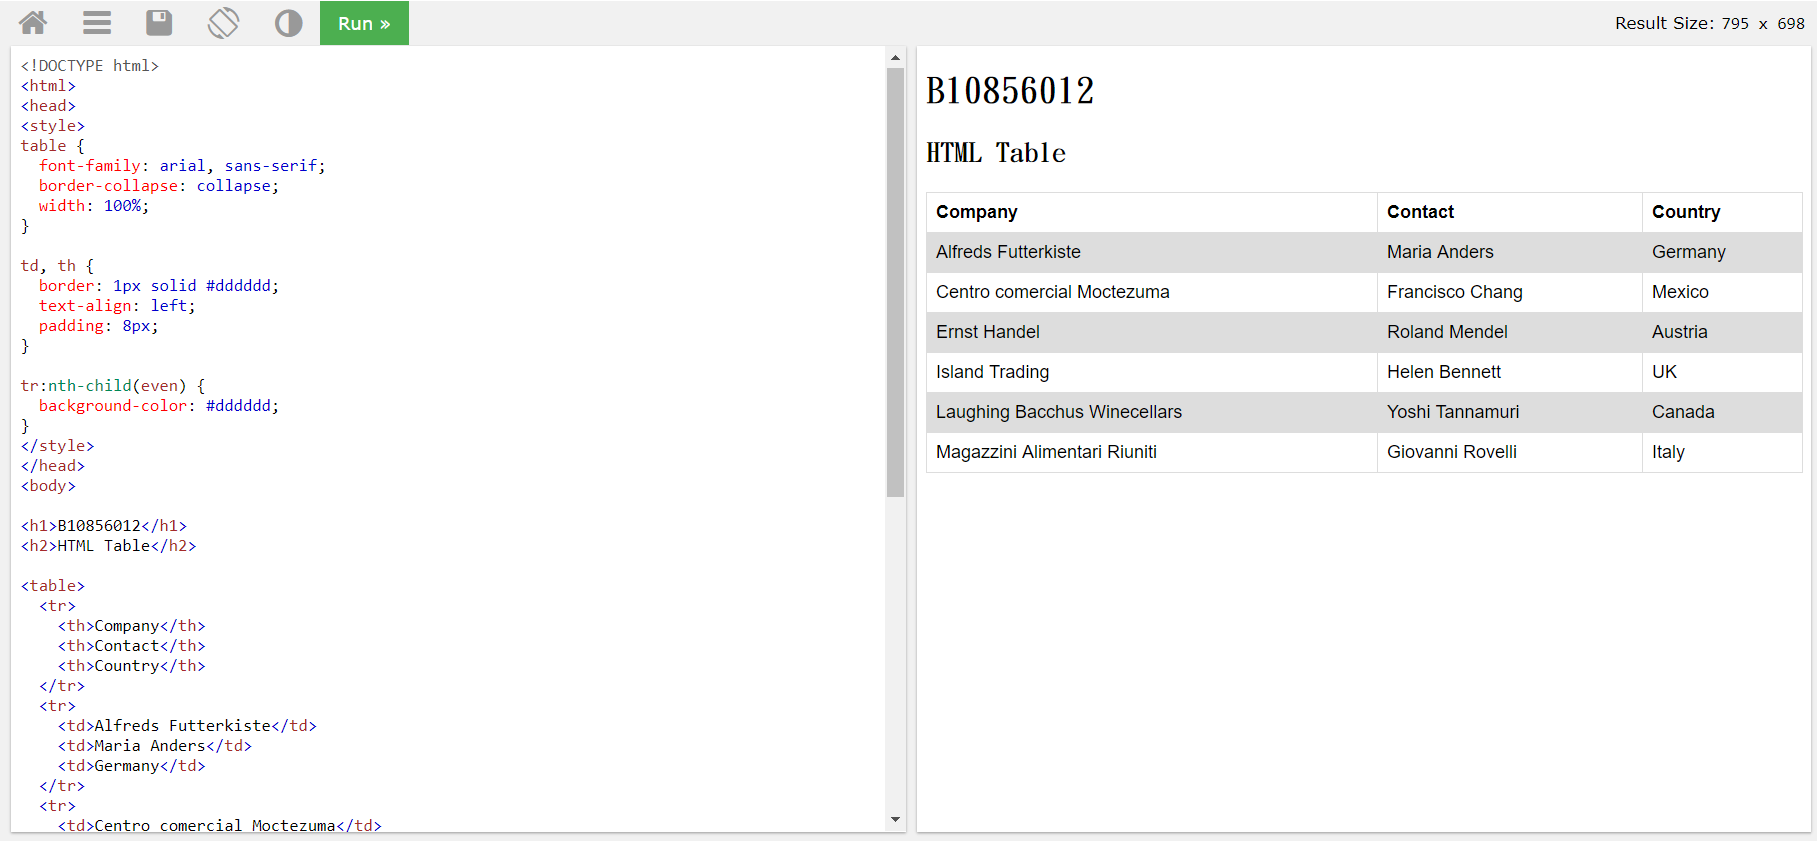 Run »
Result Size: 795 x 698
<!DOCTYPE html>
<html>
<head>
<style>
table {
  font-family: arial, sans-serif;
  border-collapse: collapse;
  width: 100%;
}

td, th {
  border: 1px solid #dddddd;
  text-align: left;
  padding: 8px;
}

tr:nth-child(even) {
  background-color: #dddddd;
}
</style>
</head>
<body>

<h1>B10856012</h1>
<h2>HTML Table</h2>

<table>
  <tr>
    <th>Company</th>
    <th>Contact</th>
    <th>Country</th>
  </tr>
  <tr>
    <td>Alfreds Futterkiste</td>
    <td>Maria Anders</td>
    <td>Germany</td>
  </tr>
  <tr>
    <td>Centro comercial Moctezuma</td>
B10856012
HTML Table
Company Contact Country
Alfreds Futterkiste Maria Anders Germany
Centro comercial Moctezuma Francisco Chang Mexico
Ernst Handel Roland Mendel Austria
Island Trading Helen Bennett UK
Laughing Bacchus Winecellars Yoshi Tannamuri Canada
Magazzini Alimentari Riuniti Giovanni Rovelli Italy